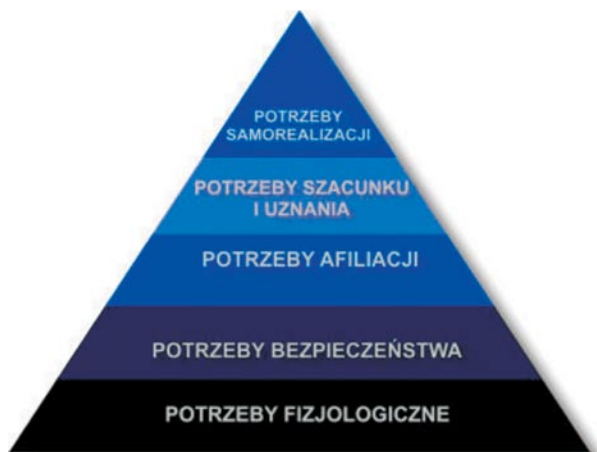 POTRZEBY
SAMOREALIZACJI
POTRZEBY SZACUNKU
I UZNANIA
POTRZEBY AFILIACJI
POTRZEBY BEZPIECZEŃSTWA
POTRZEBY FIZJOLOGICZNE